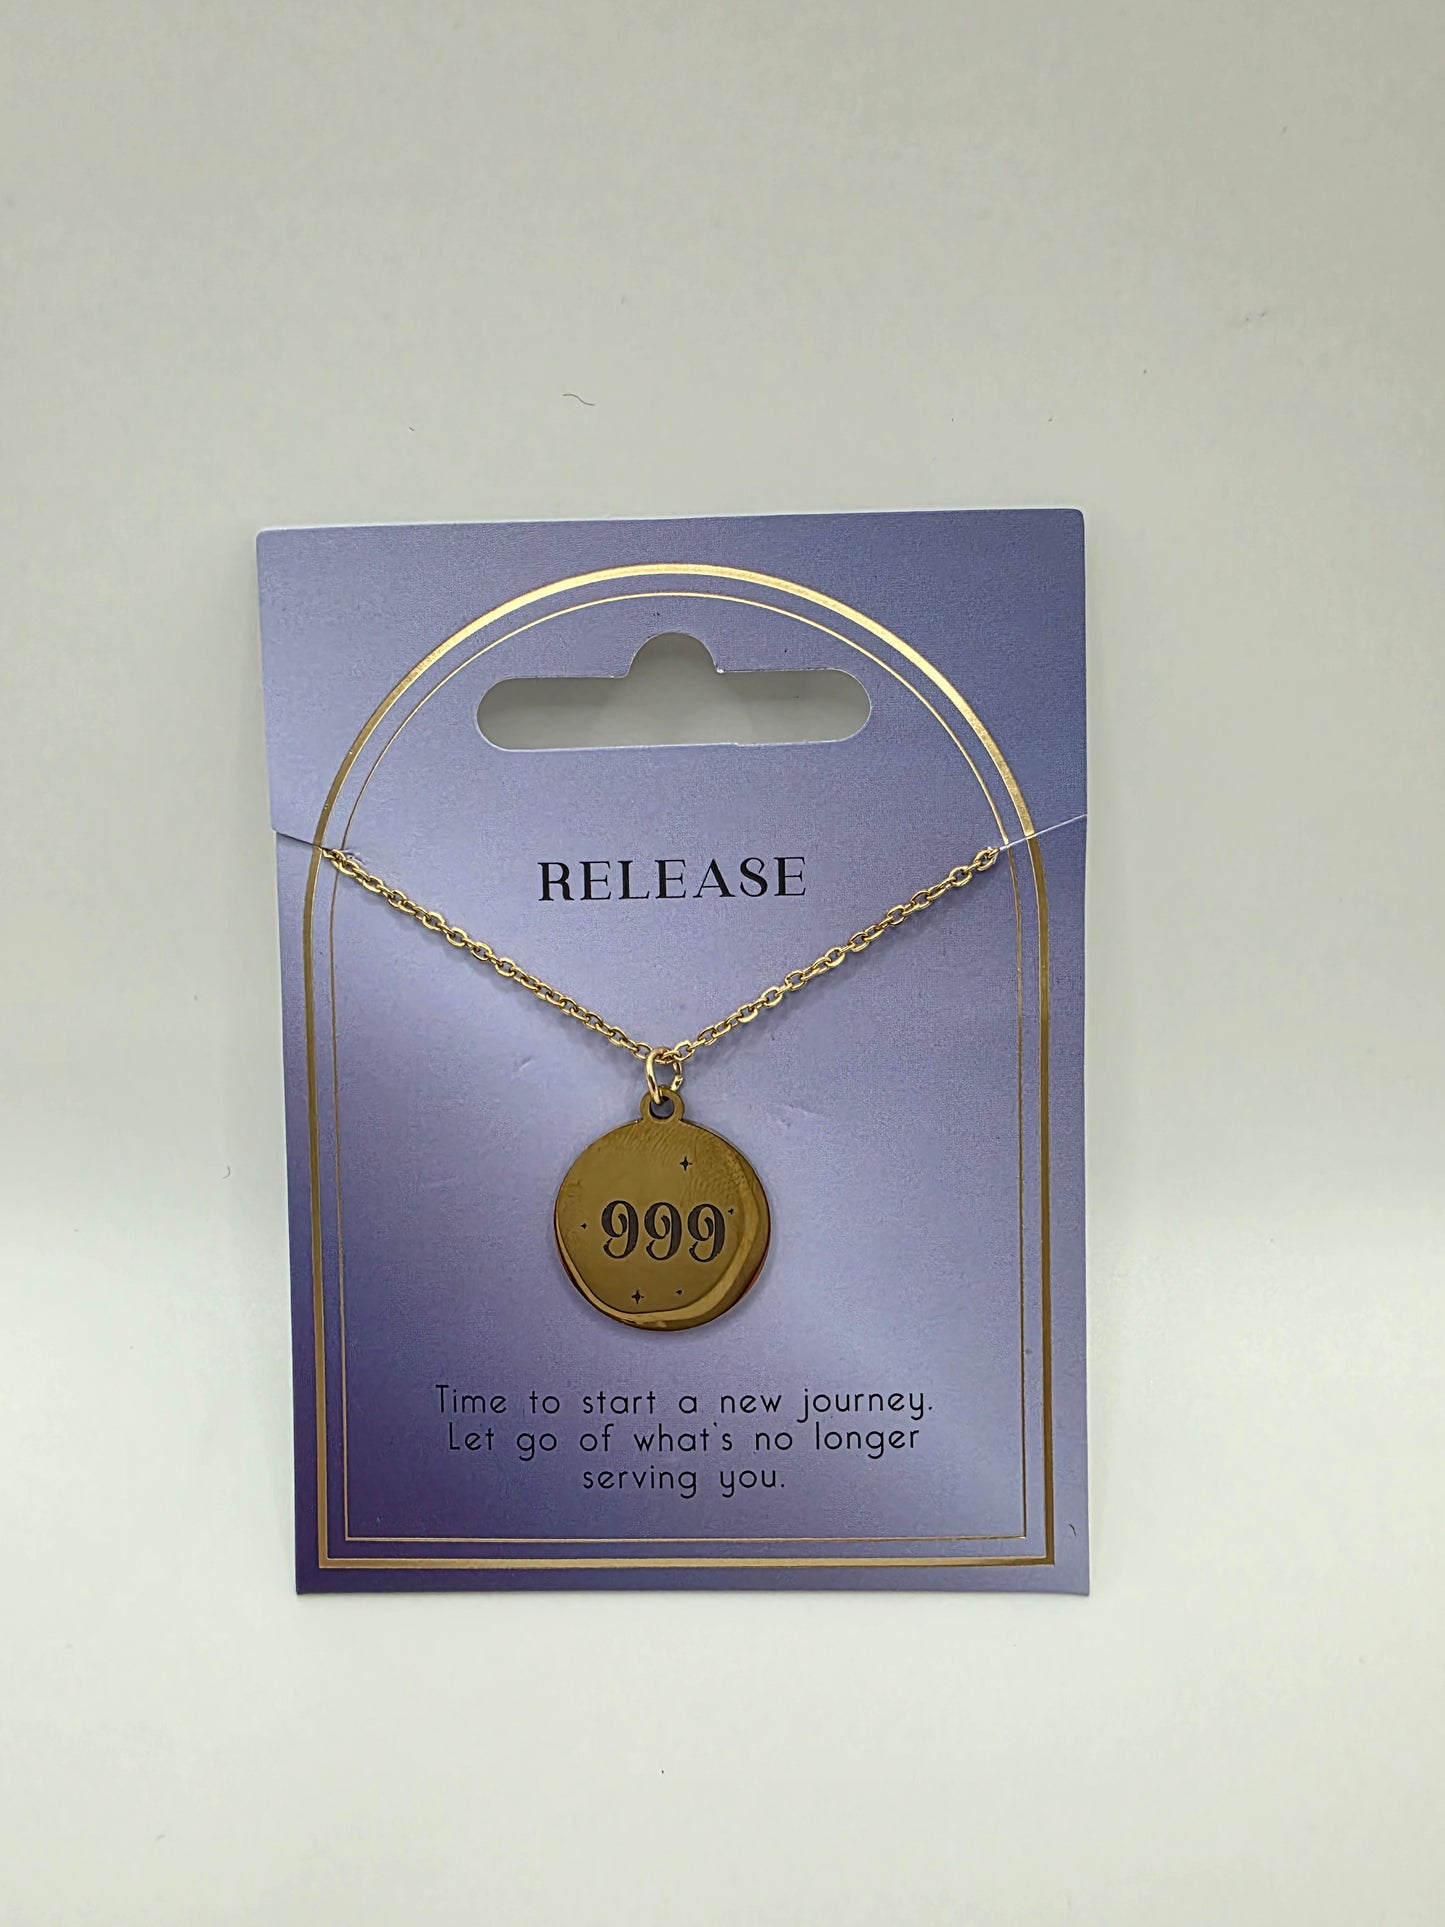 RELEASE
999
Time to start a new journey.
Let go of what's no longer
serving you.